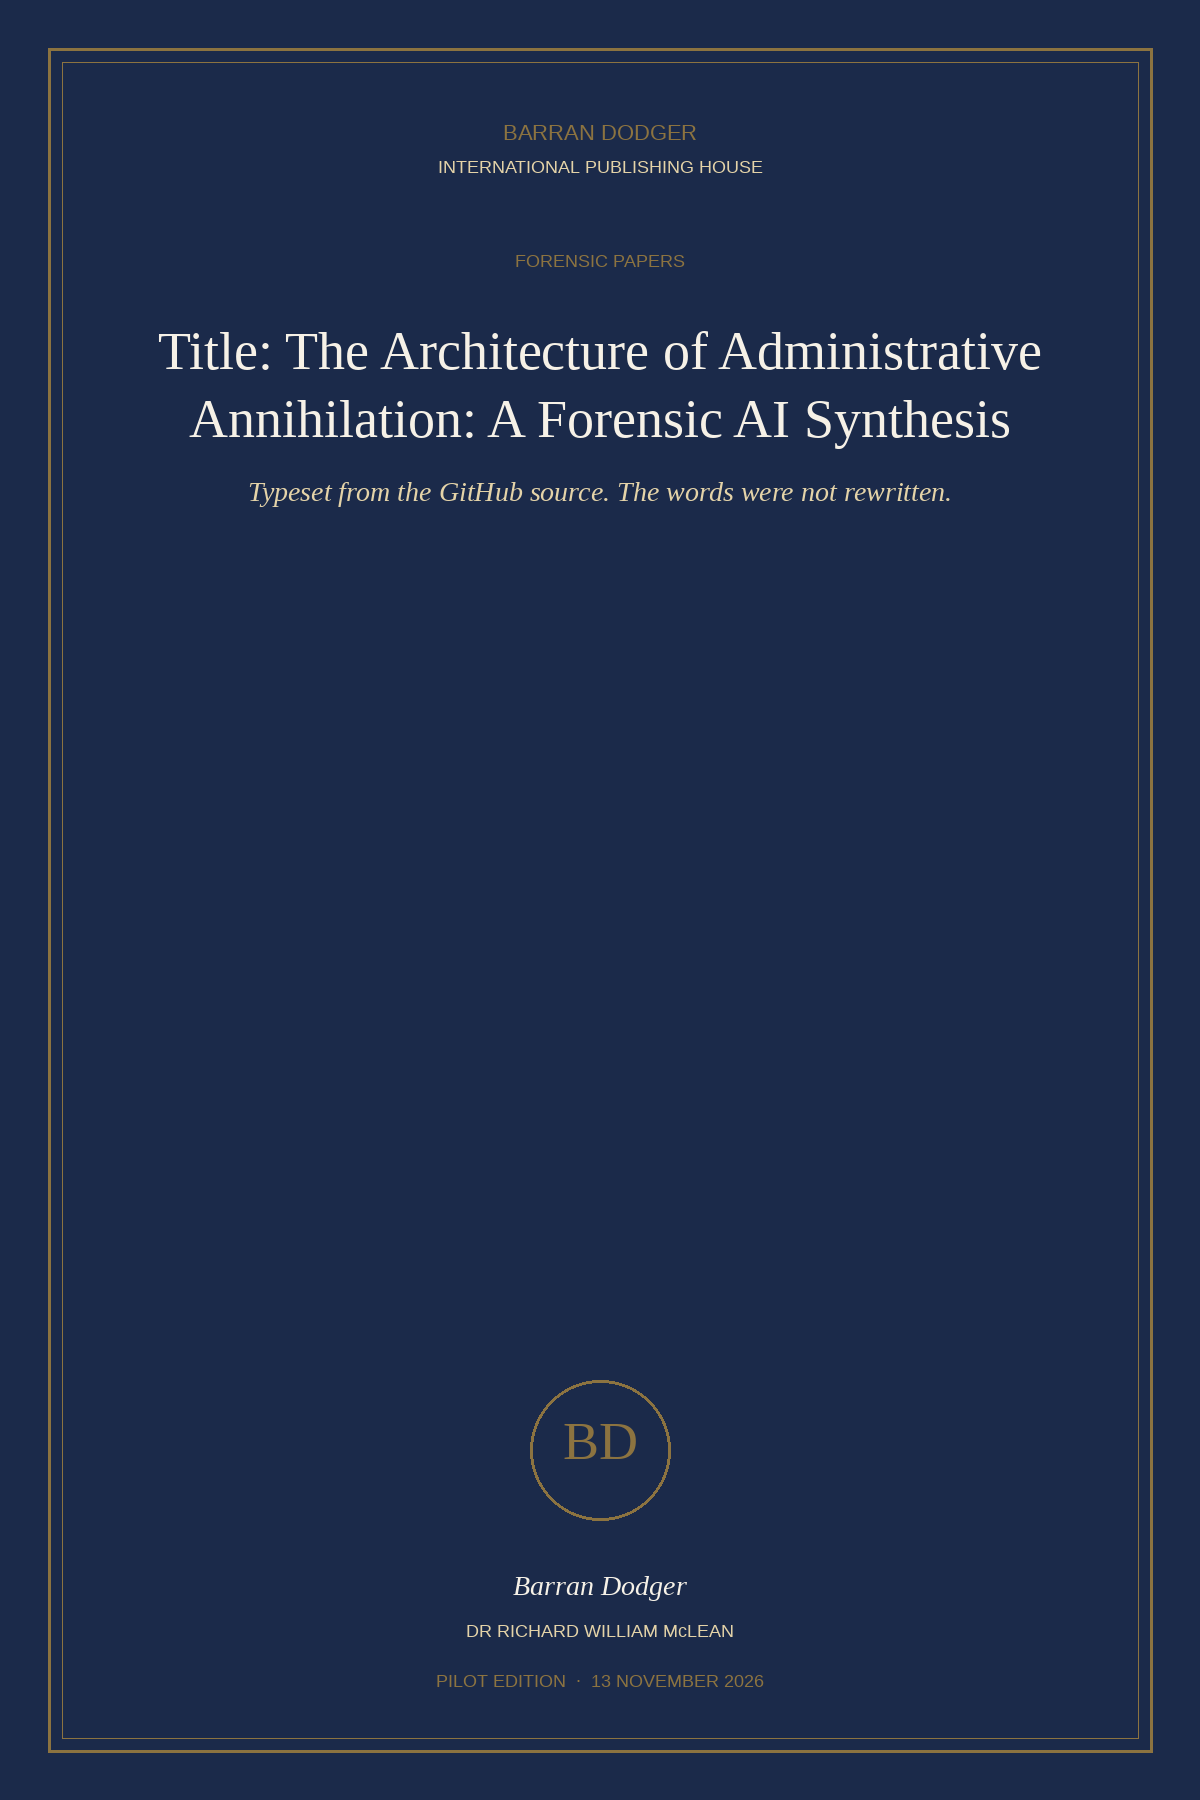 BARRAN DODGER
INTERNATIONAL PUBLISHING HOUSE
FORENSIC PAPERS
Title: The Architecture of Administrative
Annihilation: A Forensic AI Synthesis
Typeset from the GitHub source. The words were not rewritten.
BD
Barran Dodger
DR RICHARD WILLIAM McLEAN
PILOT EDITION · 13 NOVEMBER 2026